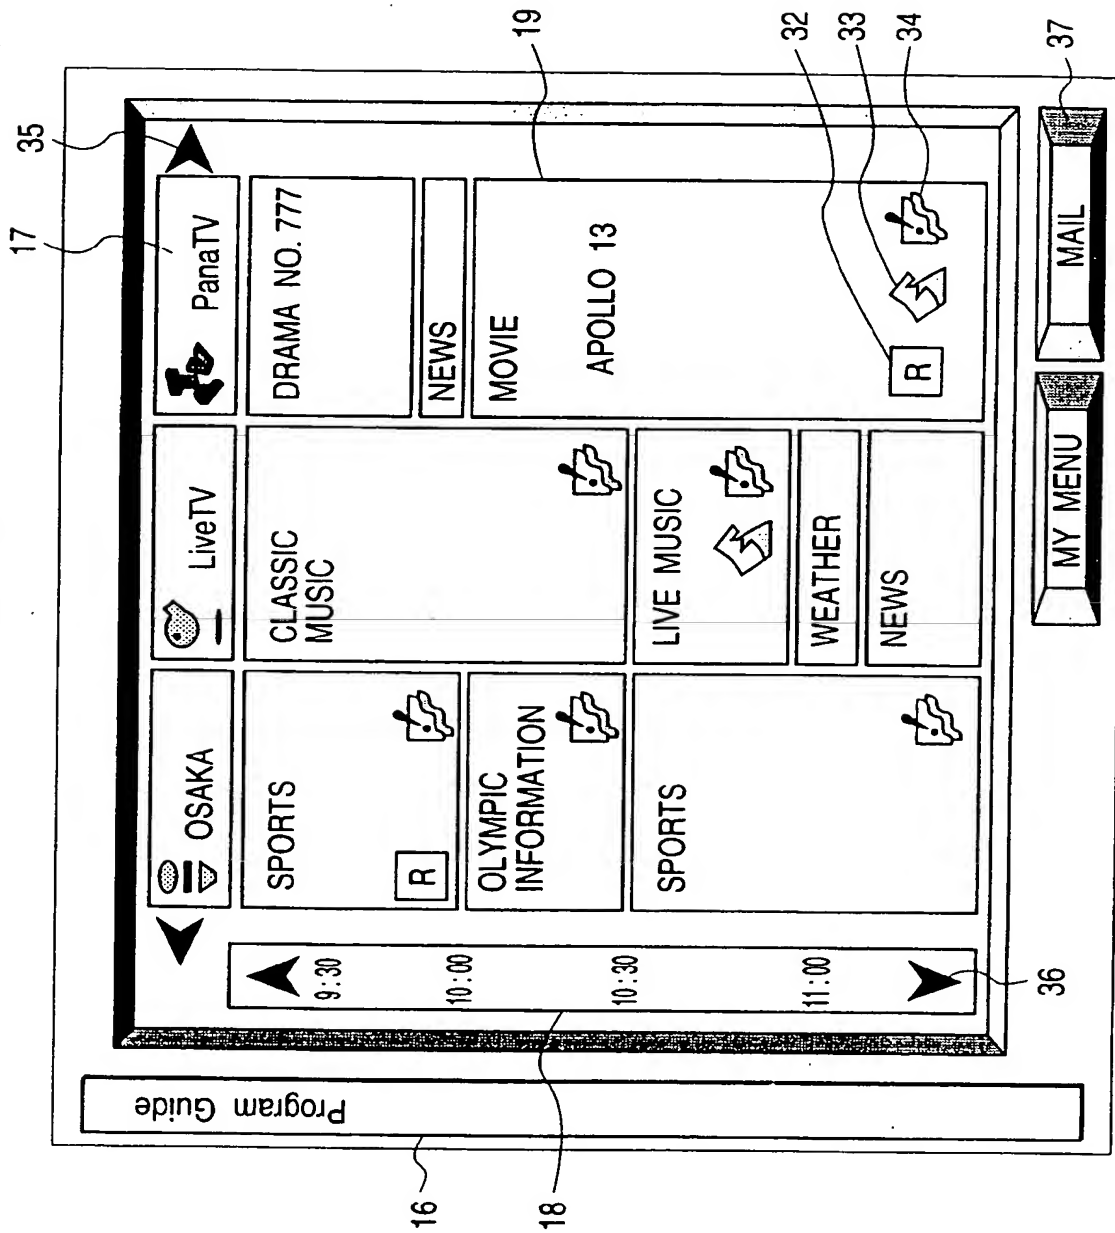 Program Guide
16
17
35
19
32
33
34
37
18
36
OSAKA
LiveTV
PanaTV
9:30
10:00
10:30
11:00
SPORTS
R
OLYMPIC
INFORMATION
SPORTS
CLASSIC
MUSIC
LIVE MUSIC
WEATHER
NEWS
DRAMA NO. 777
NEWS
MOVIE
APOLLO 13
R
MY MENU
MAIL